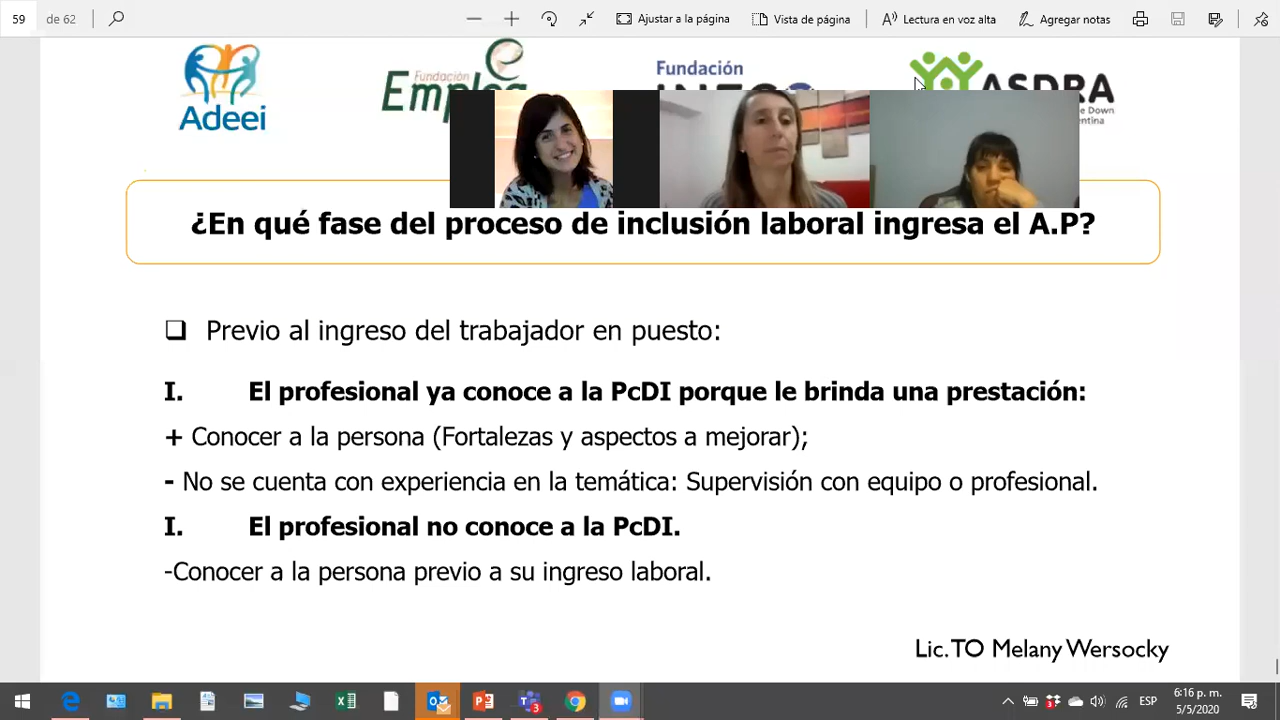 59 de 62 Ajustar a la página Vista de página Lectura en voz alta Agregar notas
Adeei
Fundación
Fundación
ASDRA
¿En qué fase del proceso de inclusión laboral ingresa el A.P?
❑ Previo al ingreso del trabajador en puesto:
I. El profesional ya conoce a la PcDI porque le brinda una prestación:
+ Conocer a la persona (Fortalezas y aspectos a mejorar);
- No se cuenta con experiencia en la temática: Supervisión con equipo o profesional.
I. El profesional no conoce a la PcDI.
-Conocer a la persona previo a su ingreso laboral.
Lic. TO Melany Wersocky
ESP
6:16 p. m.
5/5/2020